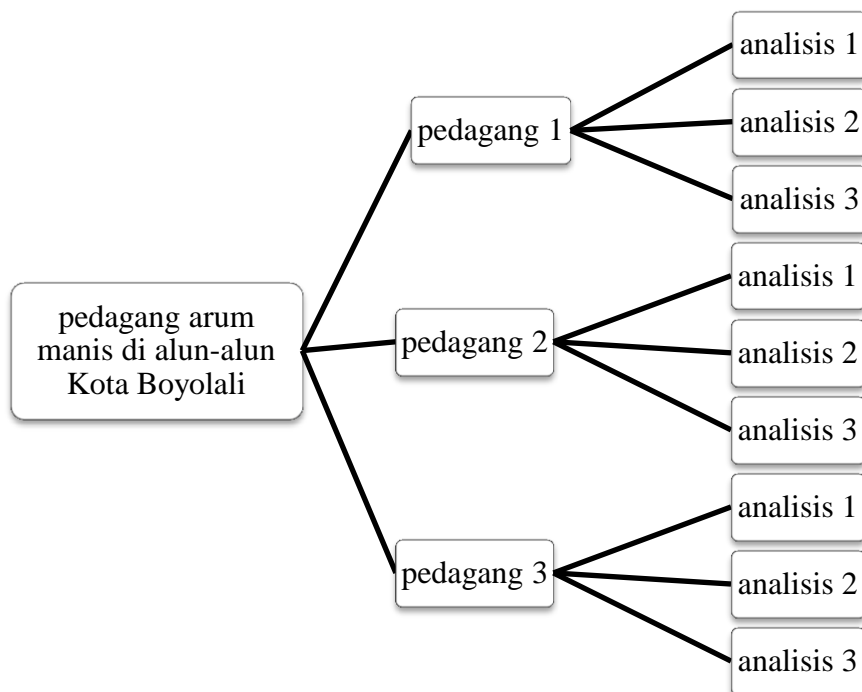 pedagang arum
manis di alun-alun
Kota Boyolali
pedagang 1
analisis 1
analisis 2
analisis 3
pedagang 2
analisis 1
analisis 2
analisis 3
pedagang 3
analisis 1
analisis 2
analisis 3